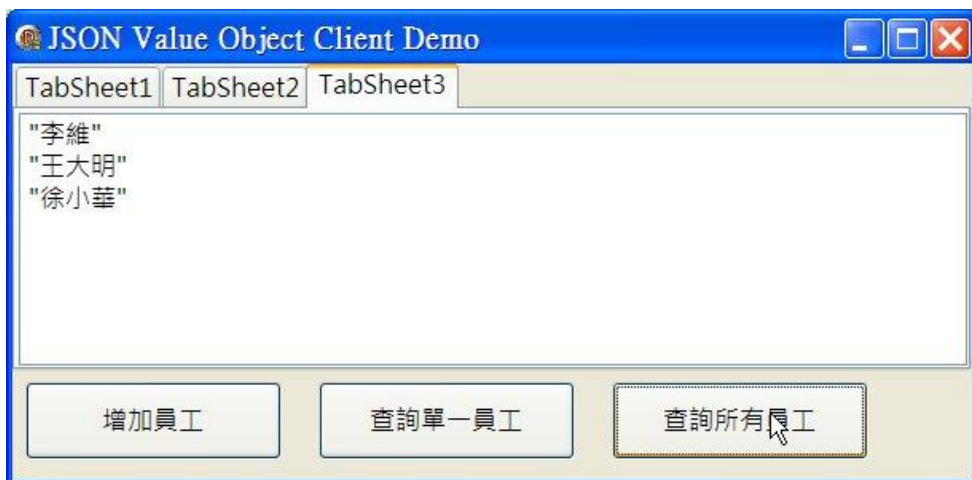 JSON Value Object Client Demo
TabSheet1 TabSheet2 TabSheet3
"李維"
"王大明"
"徐小華"
增加員工 查詢單一員工 查詢所有員工